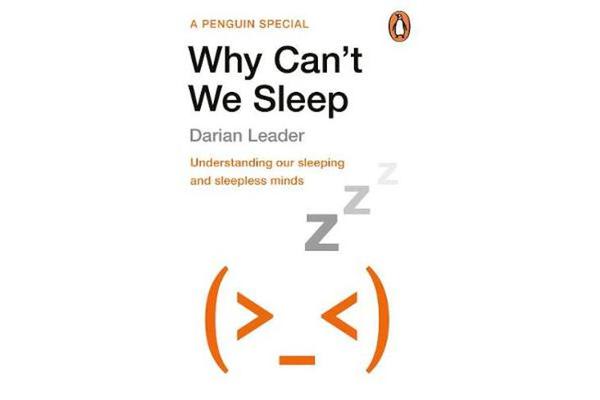 A PENGUIN SPECIAL
Why Can't
We Sleep
Darian Leader
Understanding our sleeping
and sleepless minds
z
z
z
(>_<)